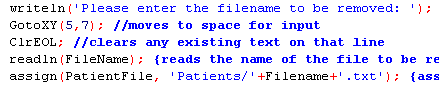 writeln('Please enter the filename to be removed: ');
GotoXY(5,7); //moves to space for input
ClrEOL; //clears any existing text on that line
readln(FileName); {reads the name of the file to be re
assign(PatientFile, 'Patients/'+Filename+'.txt'); {ass